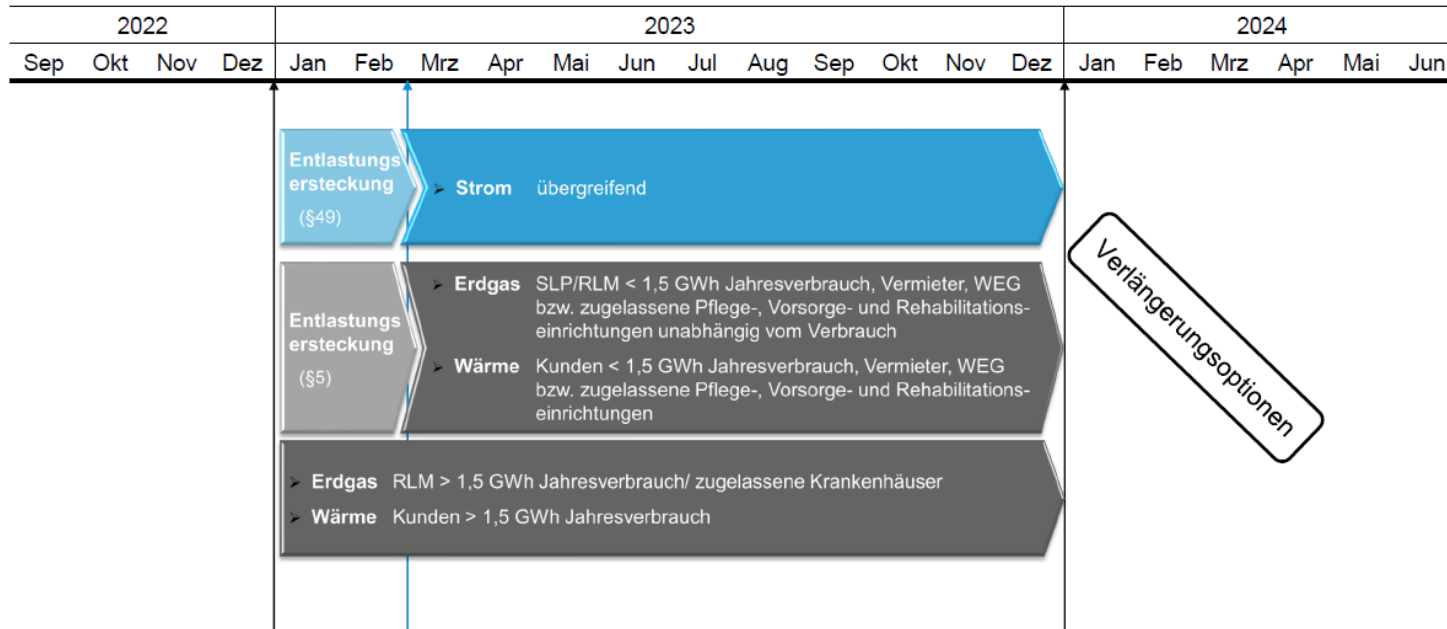 2022 2023 2024
Sep Okt Nov Dez Jan Feb Mrz Apr Mai Jun Jul Aug Sep Okt Nov Dez Jan Feb Mrz Apr Mai Jun
Entlastungs
ersteckung
(§49)
➢ Strom übergreifend
Entlastungs
ersteckung
(§5)
➢ Erdgas SLP/RLM < 1,5 GWh Jahresverbrauch, Vermieter, WEG
bzw. zugelassene Pflege-, Vorsorge- und Rehabilitations-
einrichtungen unabhängig vom Verbrauch
➢ Wärme Kunden < 1,5 GWh Jahresverbrauch, Vermieter, WEG
bzw. zugelassene Pflege-, Vorsorge- und Rehabilitations-
einrichtungen
➢ Erdgas RLM > 1,5 GWh Jahresverbrauch/ zugelassene Krankenhäuser
➢ Wärme Kunden > 1,5 GWh Jahresverbrauch
Verlängerungsoptionen